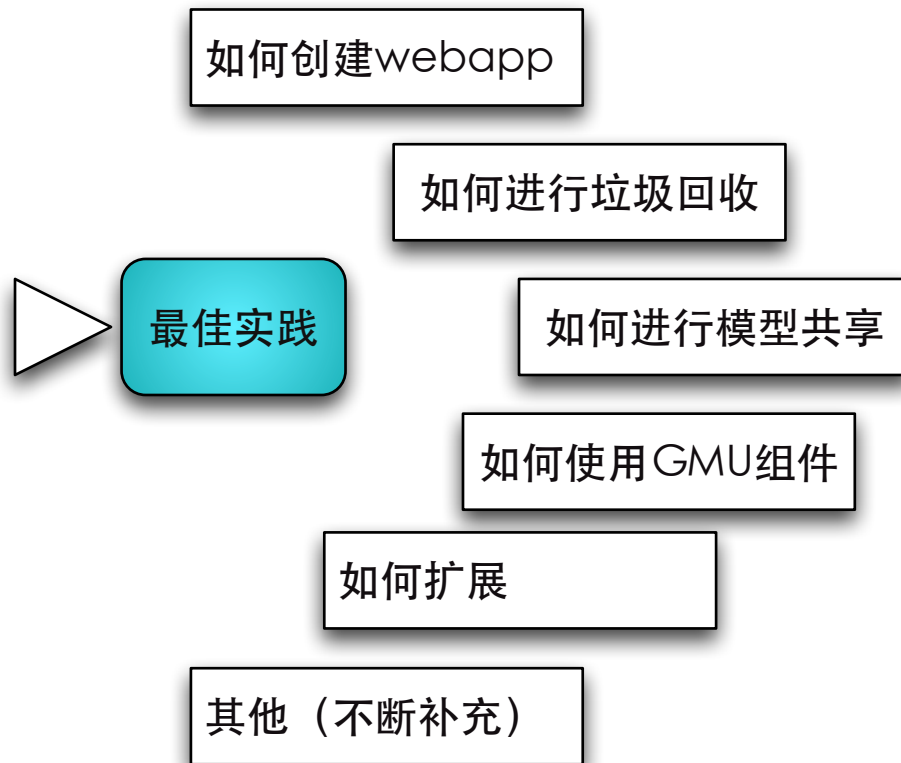 如何创建webapp
如何进行垃圾回收
最佳实践
如何进行模型共享
如何使用GMU组件
如何扩展
其他（不断补充）